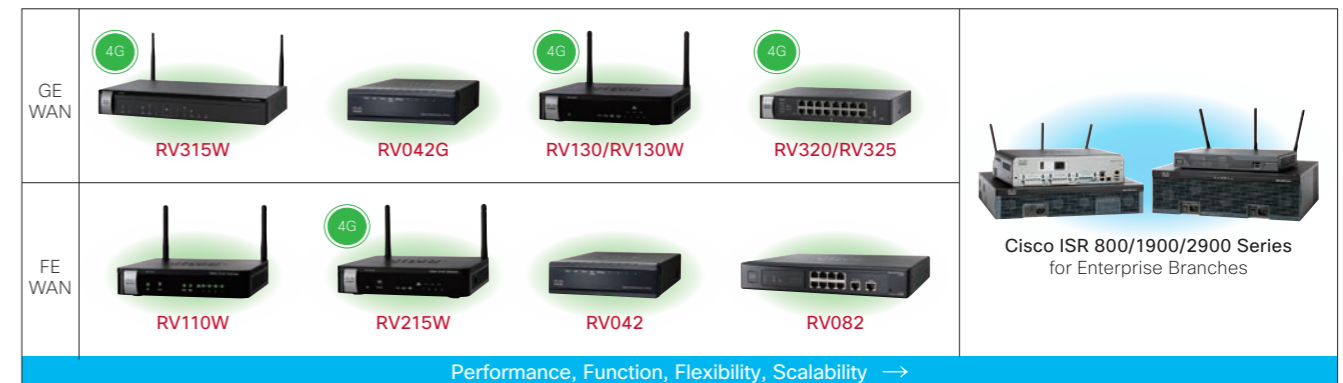 GE
WAN
4G
4G
4G
RV315W
RV042G
RV130/RV130W
RV320/RV325
FE
WAN
4G
RV110W
RV215W
RV042
RV082
Cisco ISR 800/1900/2900 Series
for Enterprise Branches
Performance, Function, Flexibility, Scalability →